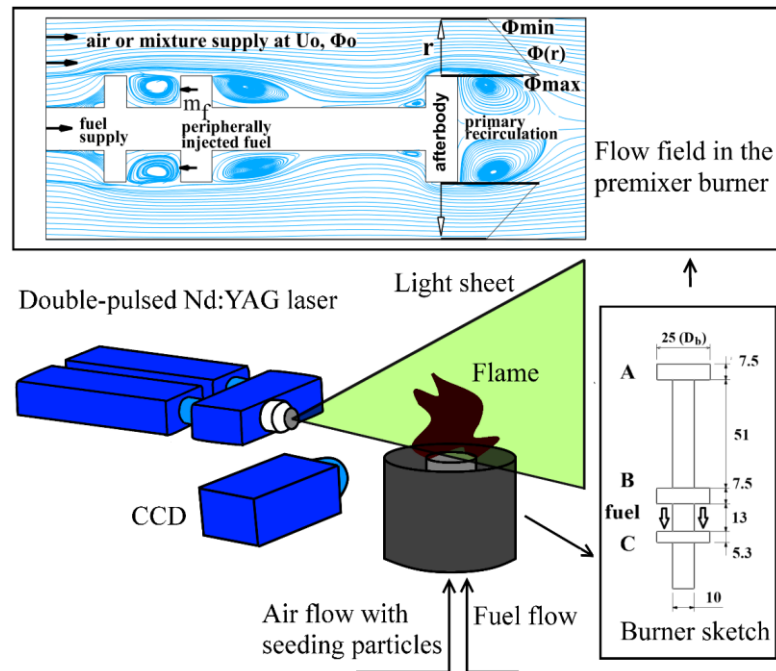 air or mixture supply at Uo, Φo
r
Φmin
Φ(r)
Φmax
fuel
supply
m_f
peripherally
injected fuel
afterbody
primary
recirculation
Flow field in the
premixer burner
Double-pulsed Nd:YAG laser
Light sheet
Flame
CCD
Air flow with
seeding particles
Fuel flow
25 (D_b)
7.5
A
51
B
7.5
fuel
13
C
5.3
10
Burner sketch